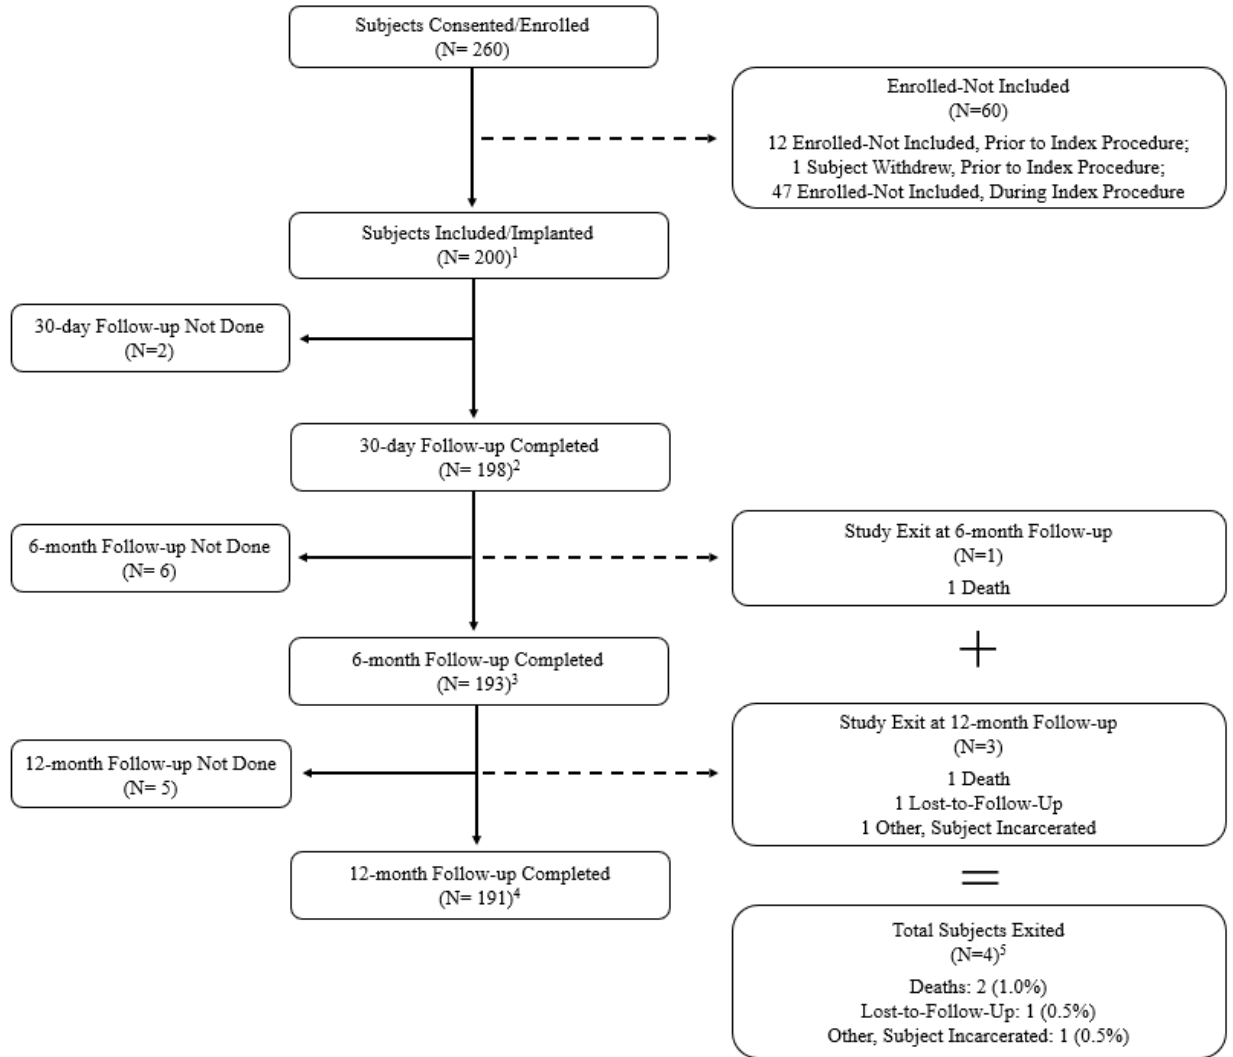 Subjects Consented/Enrolled
(N= 260)
Enrolled-Not Included
(N=60)
12 Enrolled-Not Included, Prior to Index Procedure;
1 Subject Withdrew, Prior to Index Procedure;
47 Enrolled-Not Included, During Index Procedure
Subjects Included/Implanted
(N= 200)¹
30-day Follow-up Not Done
(N=2)
30-day Follow-up Completed
(N= 198)²
6-month Follow-up Not Done
(N= 6)
Study Exit at 6-month Follow-up
(N=1)
1 Death
+
6-month Follow-up Completed
(N= 193)³
12-month Follow-up Not Done
(N= 5)
Study Exit at 12-month Follow-up
(N=3)
1 Death
1 Lost-to-Follow-Up
1 Other, Subject Incarcerated
=
12-month Follow-up Completed
(N= 191)⁴
Total Subjects Exited
(N=4)⁵
Deaths: 2 (1.0%)
Lost-to-Follow-Up: 1 (0.5%)
Other, Subject Incarcerated: 1 (0.5%)